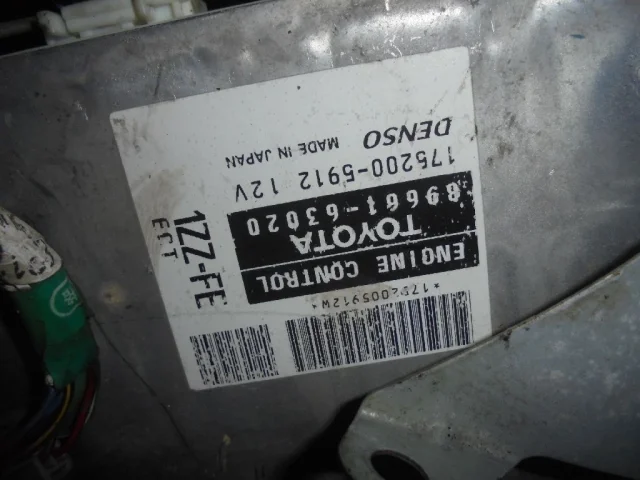 *1752005912W*
ENGINE CONTROL
TOYOTA
89661-63020
175200-5912 12V
MADE IN JAPAN
DENSO
1ZZ-FE
ECT